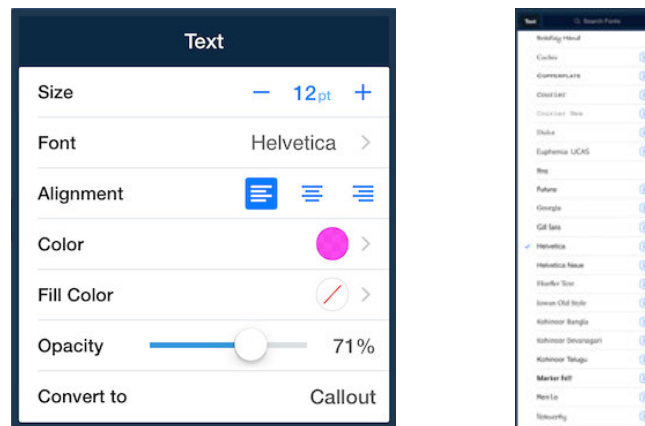 Text
Size
12pt
Font
Helvetica
Alignment
Color
Fill Color
Opacity
71%
Convert to
Callout
Text
Search Fonts
Cochin
COPPERPLATE
Courier
Courier New
Didot
Euphemia UCAS
Futura
Georgia
Gill Sans
Helvetica
Helvetica Neue
Hoefler Text
Iowan Old Style
Kohinoor Bangla
Kohinoor Devanagari
Kohinoor Telugu
Marker Felt
Menlo
Noteworthy